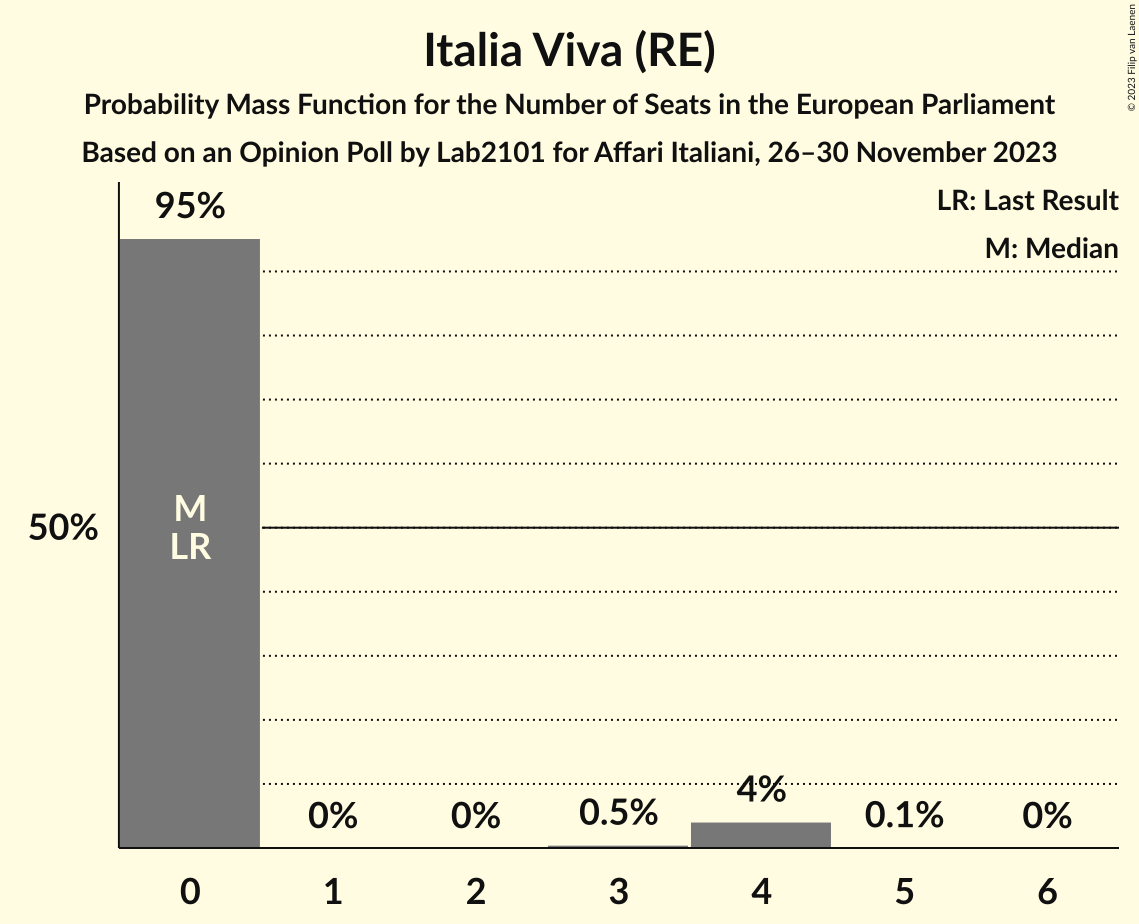 Italia Viva (RE)
Probability Mass Function for the Number of Seats in the European Parliament
Based on an Opinion Poll by Lab2101 for Affari Italiani, 26–30 November 2023
© 2023 Filip van Laenen
LR: Last Result
M: Median
95%
M
LR
50%
0%
0%
0.5%
4%
0.1%
0%
0
1
2
3
4
5
6